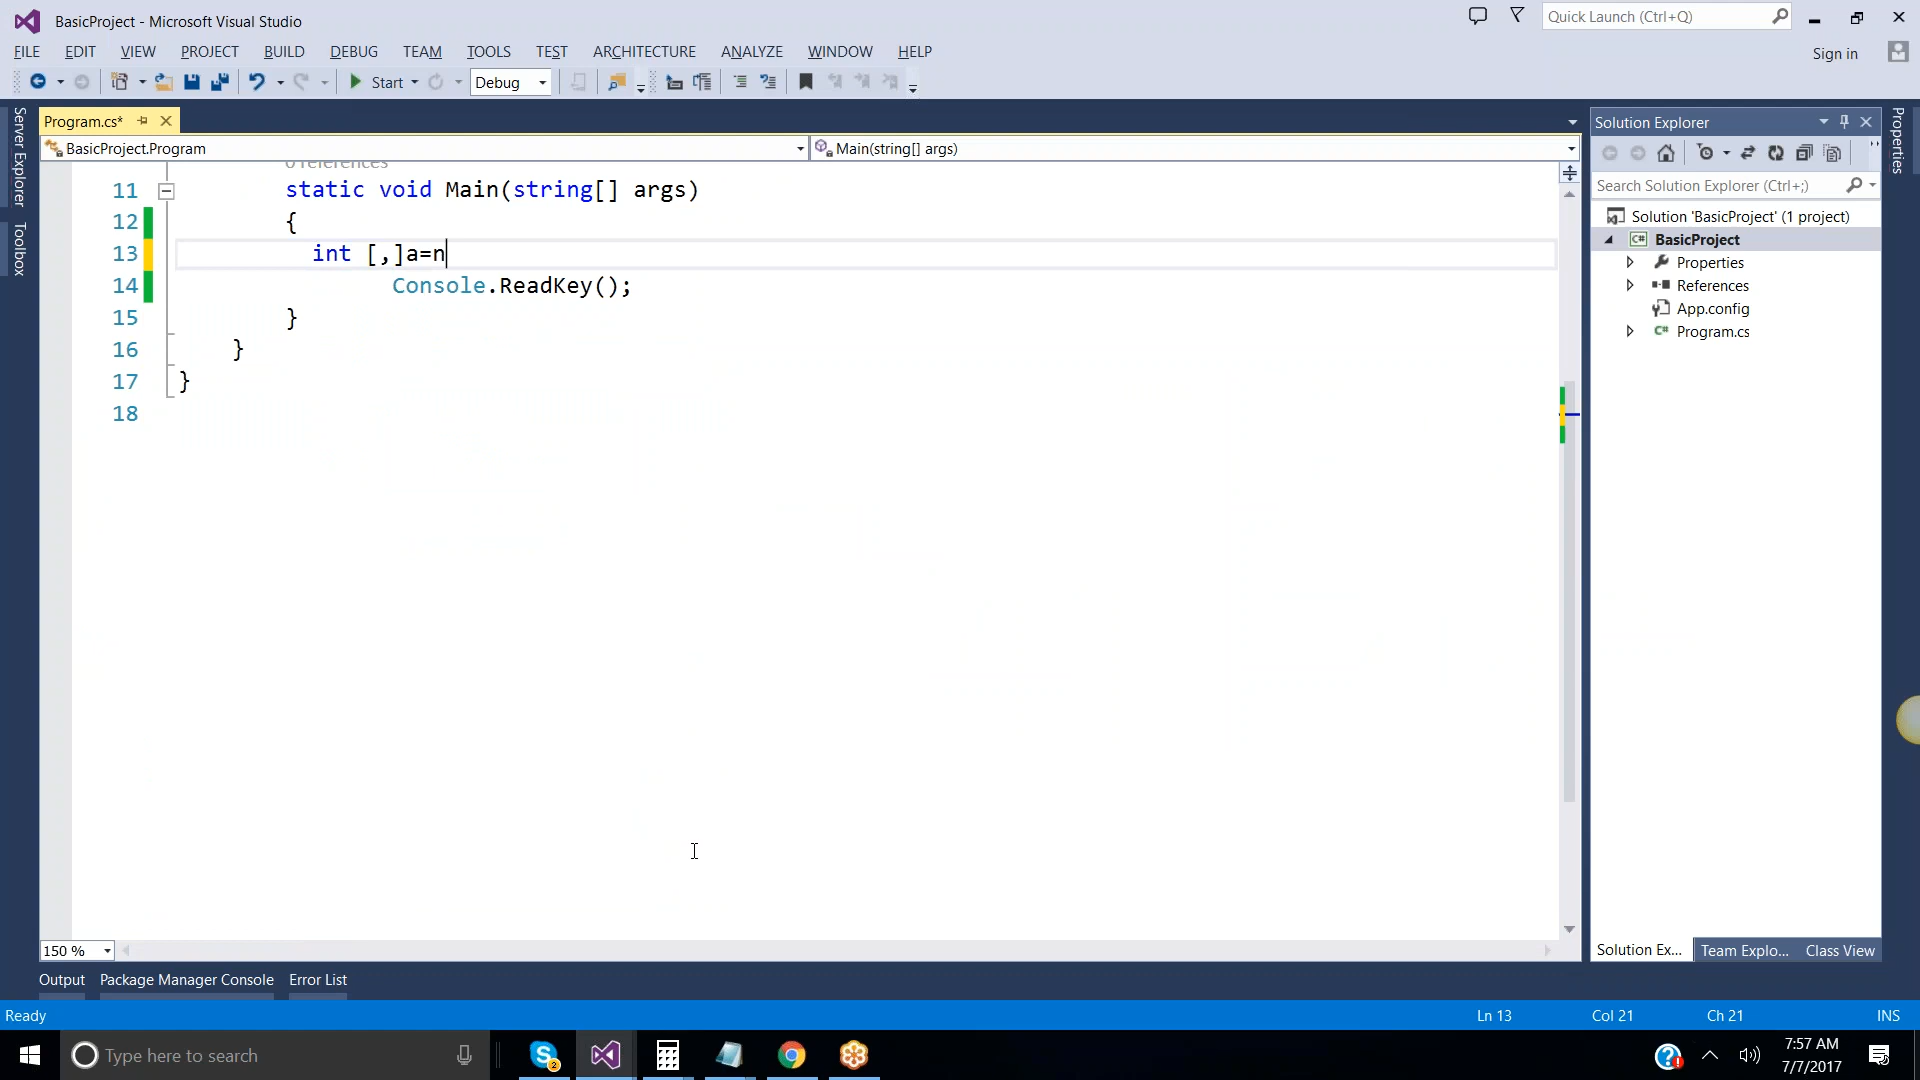 BasicProject - Microsoft Visual Studio
Quick Launch (Ctrl+Q)
FILE EDIT VIEW PROJECT BUILD DEBUG TEAM TOOLS TEST ARCHITECTURE ANALYZE WINDOW HELP
Sign in
Start Debug
Server Explorer
Toolbox
Program.cs*
BasicProject.Program
Main(string[] args)
0 references
11 static void Main(string[] args)
12 {
13 int [,]a=n
14 Console.ReadKey();
15 }
16 }
17 }
18
150 %
Solution Explorer
Search Solution Explorer (Ctrl+;)
Solution 'BasicProject' (1 project)
C# BasicProject
Properties
References
App.config
C# Program.cs
Solution Ex... Team Explo... Class View
Properties
Output Package Manager Console Error List
Ready Ln 13 Col 21 Ch 21 INS
Type here to search
2
7:57 AM
7/7/2017